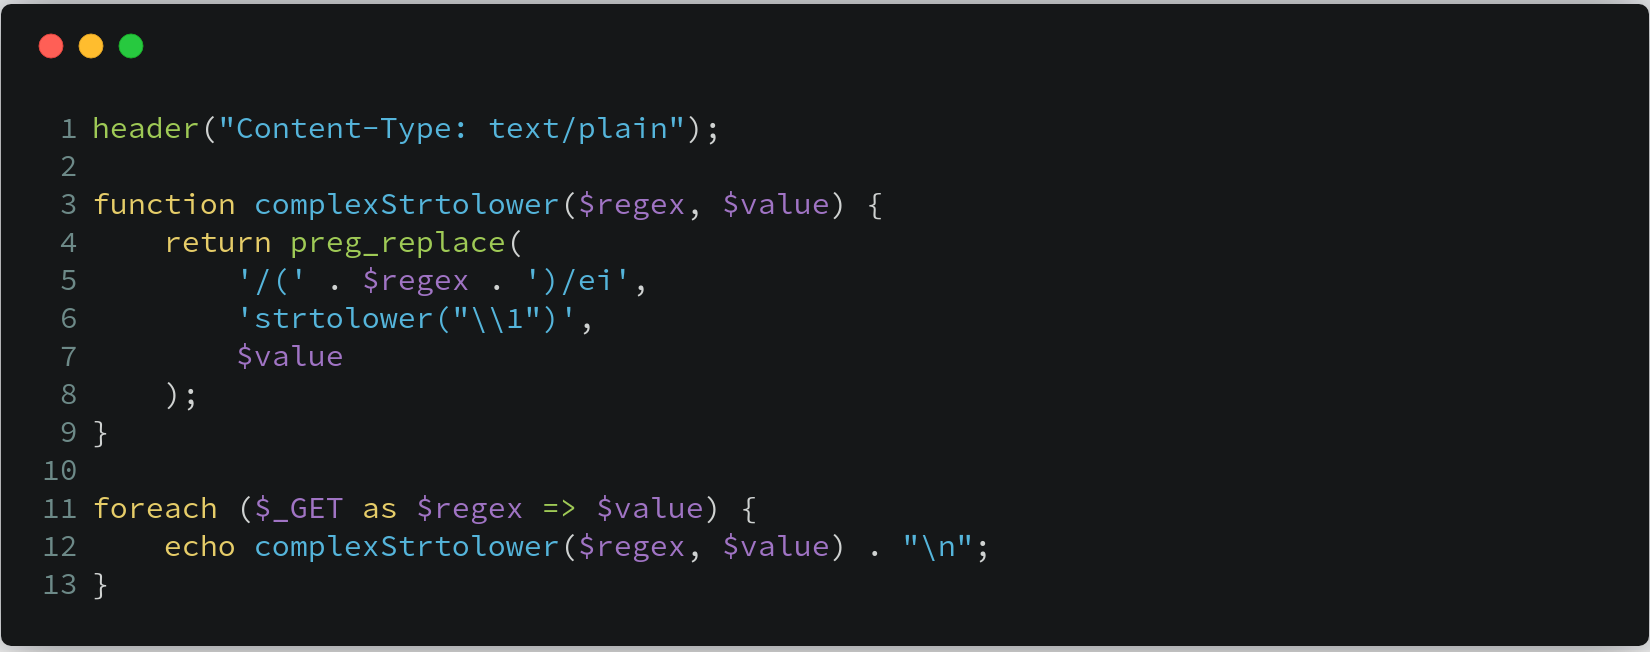 1 header("Content-Type: text/plain");
2
3 function complexStrtolower($regex, $value) {
4     return preg_replace(
5         '/(' . $regex . ')/ei',
6         'strtolower("\\1")',
7         $value
8     );
9 }
10
11 foreach ($_GET as $regex => $value) {
12     echo complexStrtolower($regex, $value) . "\n";
13 }